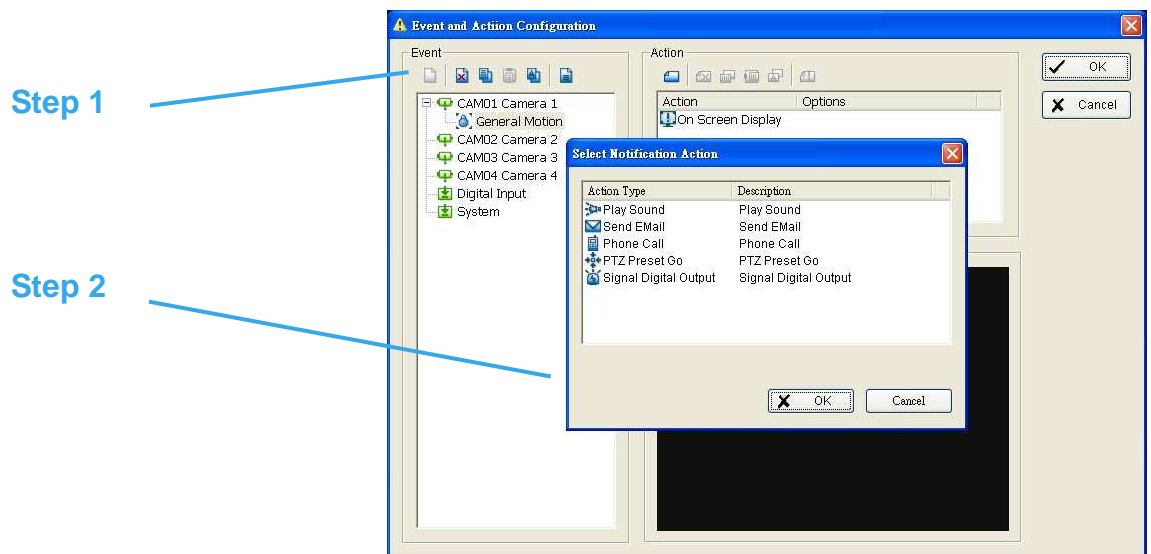 Event and Actiion Configuration
Event
Action
OK
Cancel
Step 1
CAM01 Camera 1
General Motion
CAM02 Camera 2
CAM03 Camera 3
CAM04 Camera 4
Digital Input
System
Action Options
On Screen Display
Select Notification Action
Action Type Description
Play Sound Play Sound
Send EMail Send EMail
Phone Call Phone Call
PTZ Preset Go PTZ Preset Go
Signal Digital Output Signal Digital Output
OK Cancel
Step 2